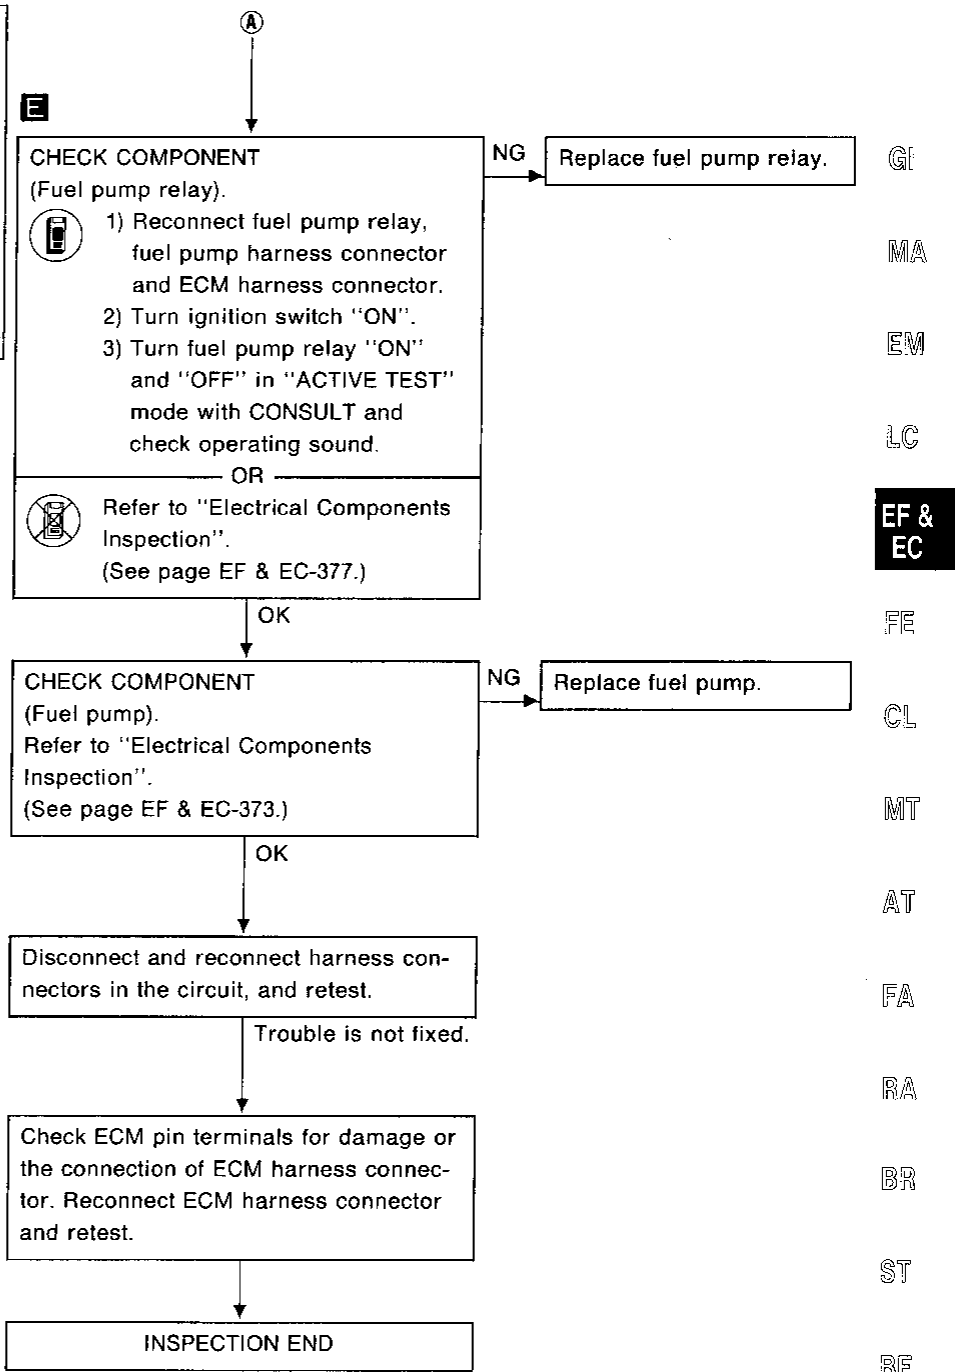 A
E
CHECK COMPONENT
(Fuel pump relay).
1) Reconnect fuel pump relay,
fuel pump harness connector
and ECM harness connector.
2) Turn ignition switch "ON".
3) Turn fuel pump relay "ON"
and "OFF" in "ACTIVE TEST"
mode with CONSULT and
check operating sound.
OR
Refer to "Electrical Components
Inspection".
(See page EF & EC-377.)
NG
Replace fuel pump relay.
OK
CHECK COMPONENT
(Fuel pump).
Refer to "Electrical Components
Inspection".
(See page EF & EC-373.)
NG
Replace fuel pump.
OK
Disconnect and reconnect harness con-
nectors in the circuit, and retest.
Trouble is not fixed.
Check ECM pin terminals for damage or
the connection of ECM harness connec-
tor. Reconnect ECM harness connector
and retest.
INSPECTION END
GI
MA
EM
LC
EF &
EC
FE
CL
MT
AT
FA
RA
BR
ST